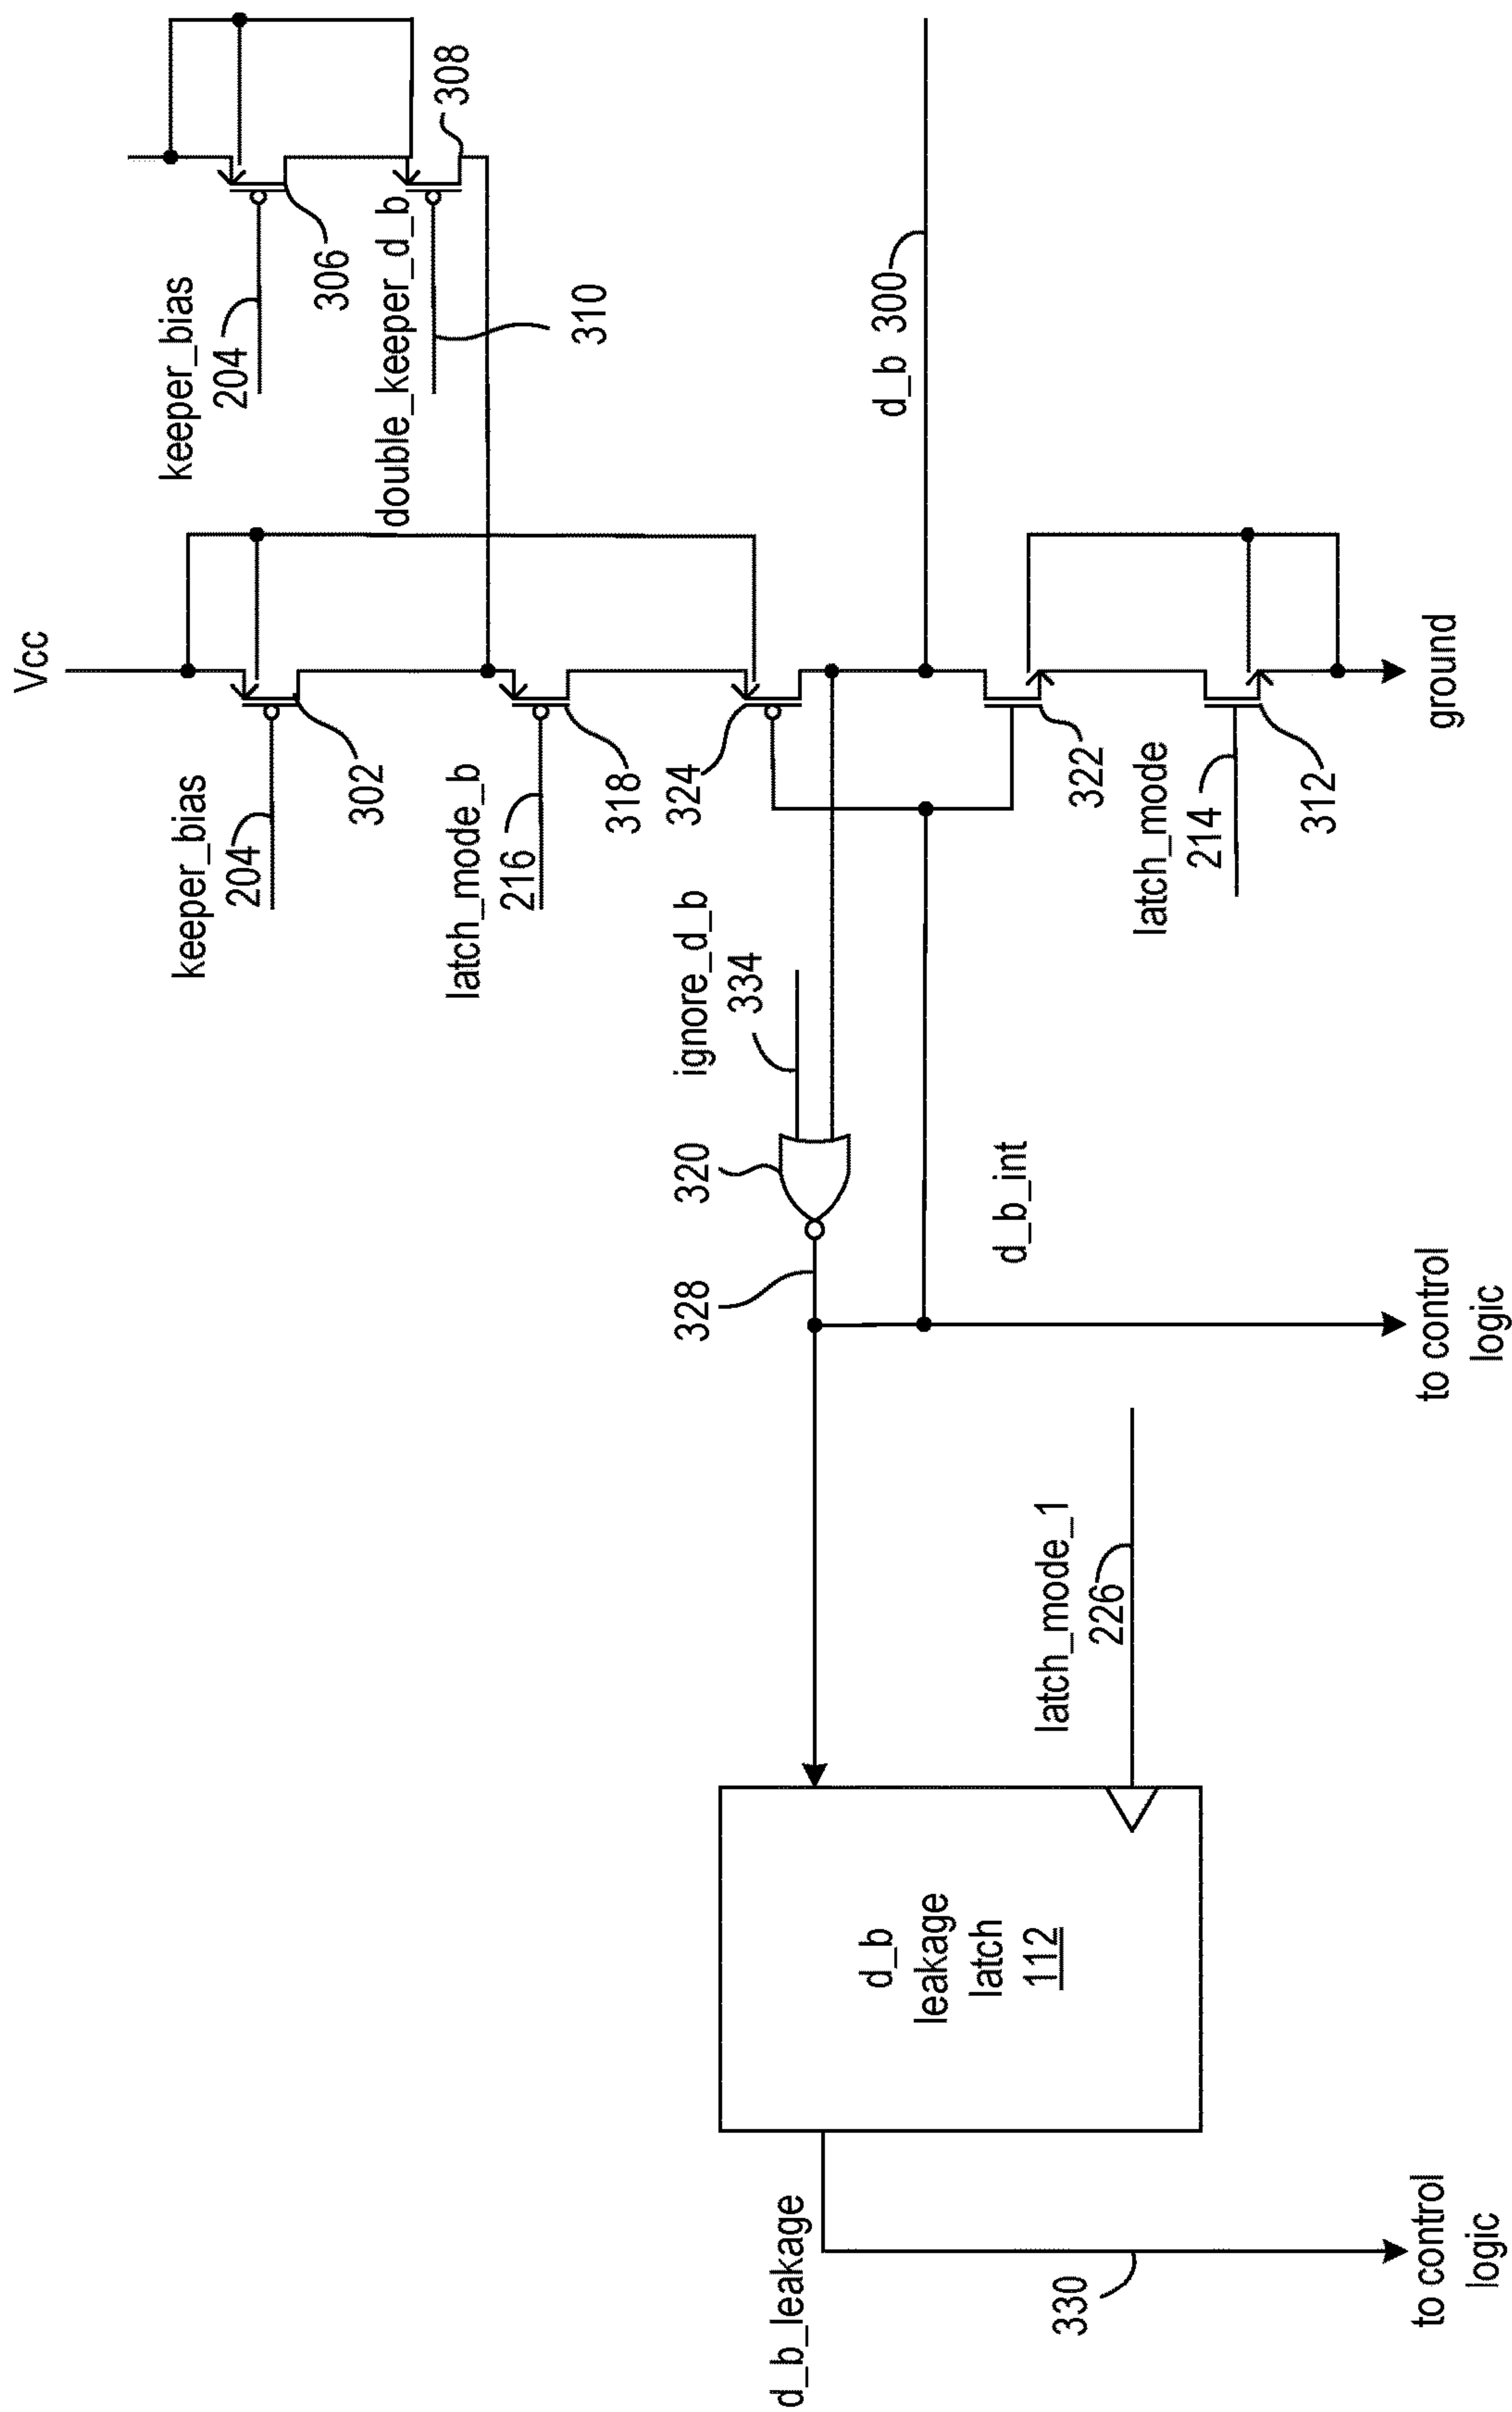 Vcc
keeper_bias
204
302
latch_mode_b
216
318
324
keeper_bias
204
306
308
double_keeper_d_b
310
d_b 300
ignore_d_b
334
320
328
322
latch_mode
214
312
ground
d_b_int
to control
logic
latch_mode_1
226
d_b
leakage
latch
112
d_b_leakage
330
to control
logic